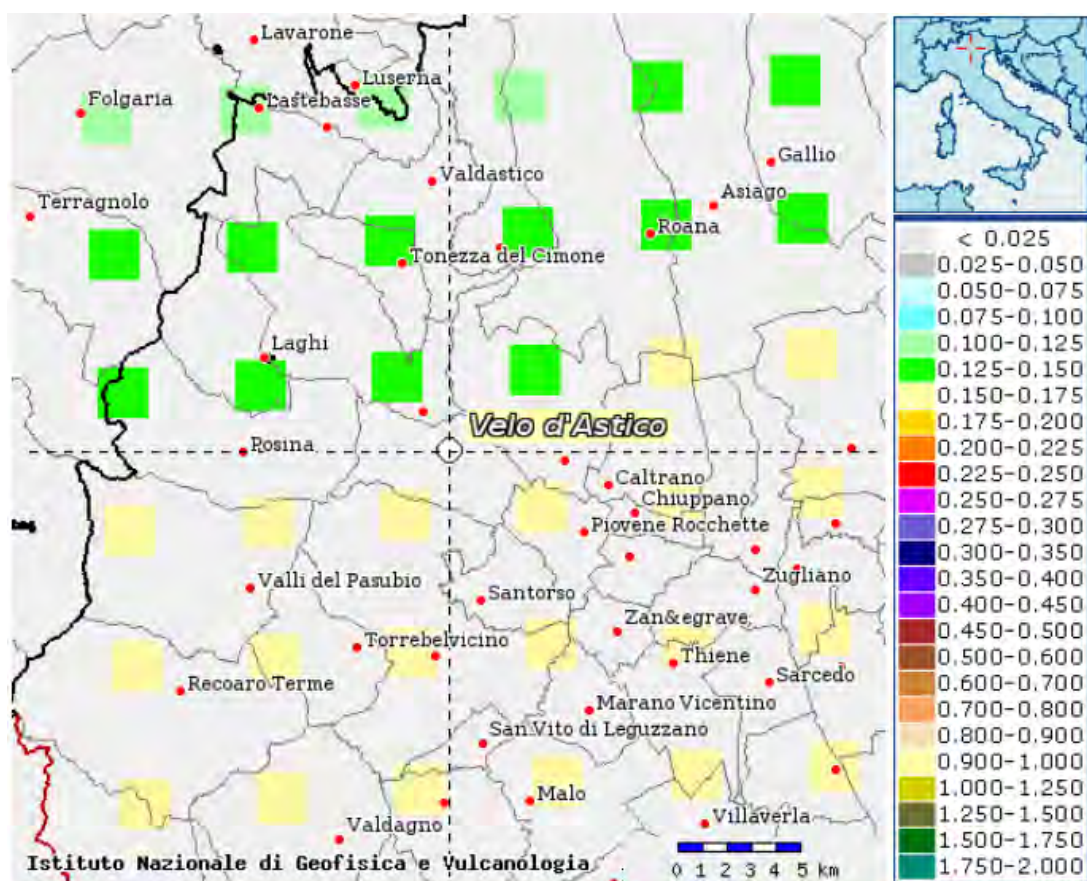 Lavarone
Luserna
Folgaria
Lastebasse
Valdastico
Gallio
Terragnolo
Asiago
Roana
Tonezza del Cimone
Laghi
Velo d'Astico
Posina
Caltrano
Chiuppano
Piovene Rocchette
Valli del Pasubio
Santorso
Zugliano
Zan&egrave;
Torrebelvicino
Thiene
Recoaro Terme
Sarcedo
Marano Vicentino
San Vito di Leguzzano
Malo
Valdagno
Villaverla
Istituto Nazionale di Geofisica e Vulcanologia
0 1 2 3 4 5 km
< 0.025
0.025-0.050
0.050-0.075
0.075-0.100
0.100-0.125
0.125-0.150
0.150-0.175
0.175-0.200
0.200-0.225
0.225-0.250
0.250-0.275
0.275-0.300
0.300-0.350
0.350-0.400
0.400-0.450
0.450-0.500
0.500-0.600
0.600-0.700
0.700-0.800
0.800-0.900
0.900-1.000
1.000-1.250
1.250-1.500
1.500-1.750
1.750-2.000